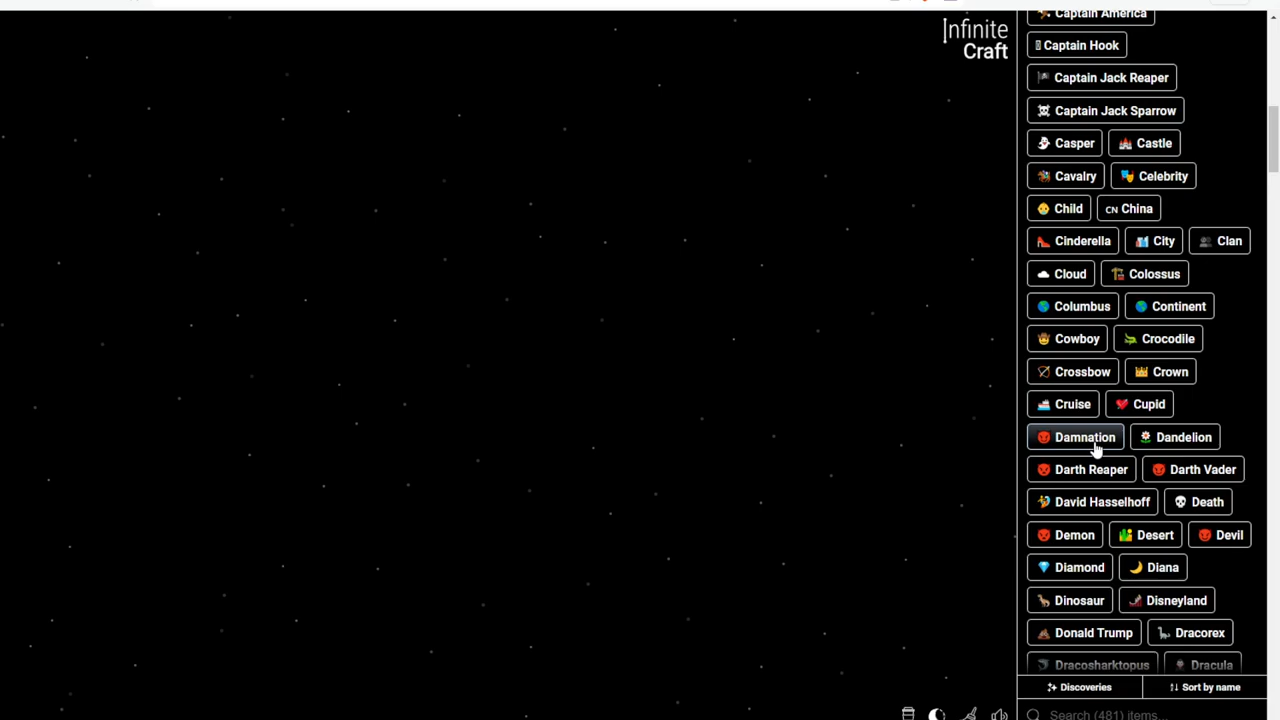 Infinite
Craft
Captain America
Captain Hook
Captain Jack Reaper
Captain Jack Sparrow
Casper Castle
Cavalry Celebrity
Child CN China
Cinderella City Clan
Cloud Colossus
Columbus Continent
Cowboy Crocodile
Crossbow Crown
Cruise Cupid
Damnation Dandelion
Darth Reaper Darth Vader
David Hasselhoff Death
Demon Desert Devil
Diamond Diana
Dinosaur Disneyland
Donald Trump Dracorex
Dracosharktopus Dracula
Discoveries Sort by name
Search (481) items...